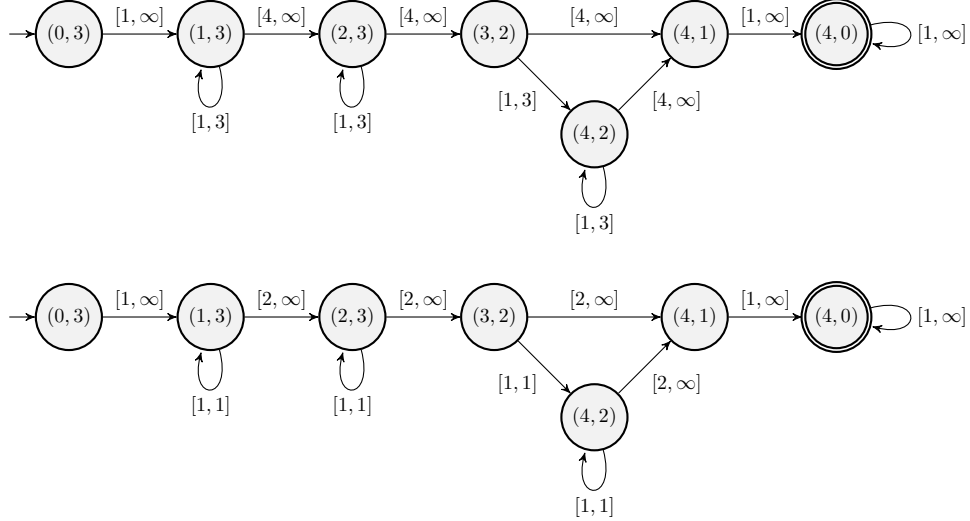 [1, ∞] [4, ∞] [4, ∞] [4, ∞] [1, ∞]
(0, 3) (1, 3) (2, 3) (3, 2) (4, 1) (4, 0) [1, ∞]
[1, 3] [4, ∞]
[1, 3] [1, 3]
(4, 2)
[1, 3]
[1, ∞] [2, ∞] [2, ∞] [2, ∞] [1, ∞]
(0, 3) (1, 3) (2, 3) (3, 2) (4, 1) (4, 0) [1, ∞]
[1, 1] [2, ∞]
[1, 1] [1, 1]
(4, 2)
[1, 1]